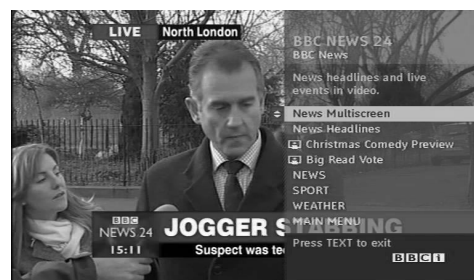 LIVE North London
BBC NEWS 24
BBC News
News headlines and live
events in video.
News Multiscreen
News Headlines
Christmas Comedy Preview
Big Read Vote
NEWS
SPORT
WEATHER
MAIN MENU
Press TEXT to exit
BBC 1
BBC
NEWS 24
15:11
JOGGER STABBING
Suspect was